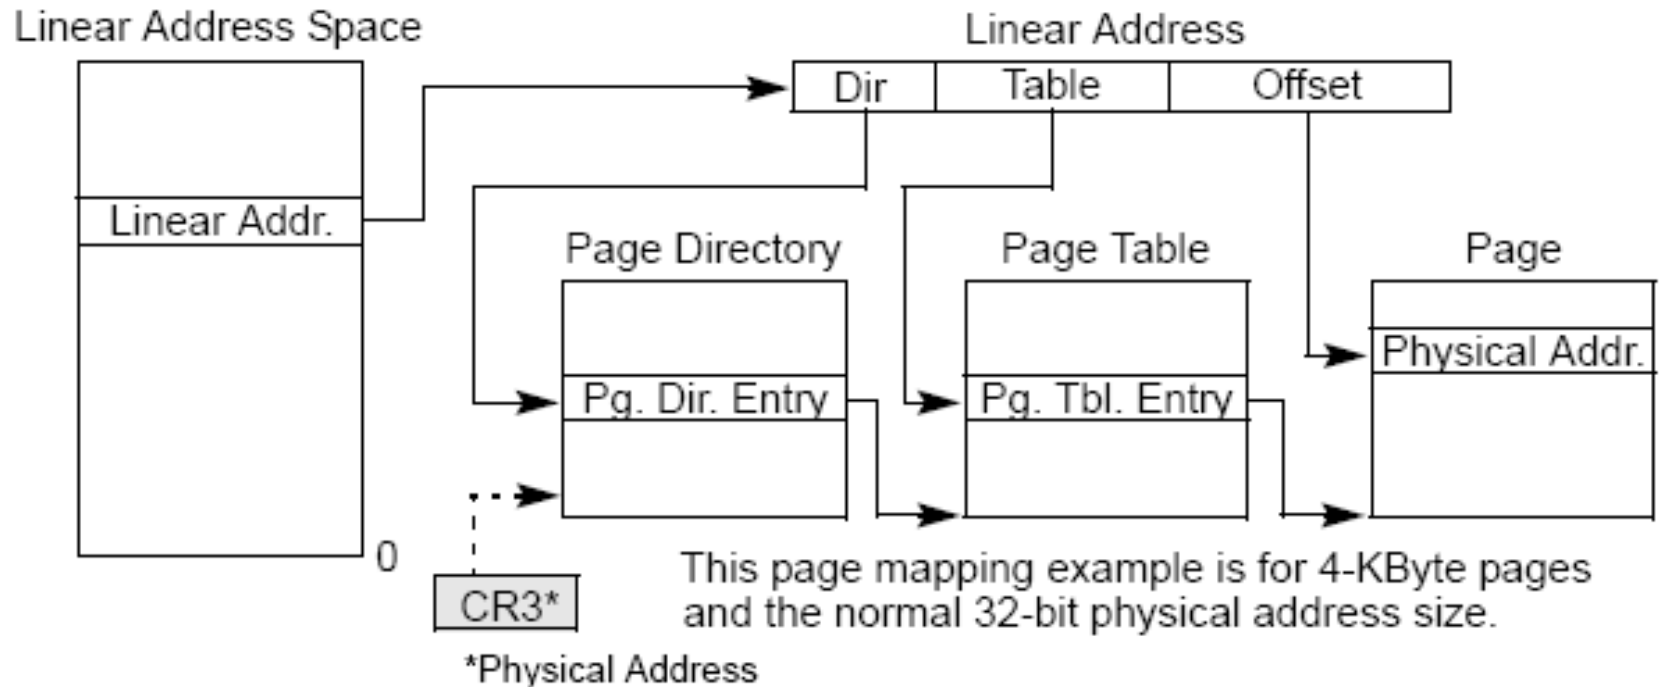 Linear Address Space
Linear Address
Dir Table Offset
Linear Addr.
Page Directory Page Table Page
Physical Addr.
Pg. Dir. Entry Pg. Tbl. Entry
0
This page mapping example is for 4-KByte pages
and the normal 32-bit physical address size.
CR3*
*Physical Address